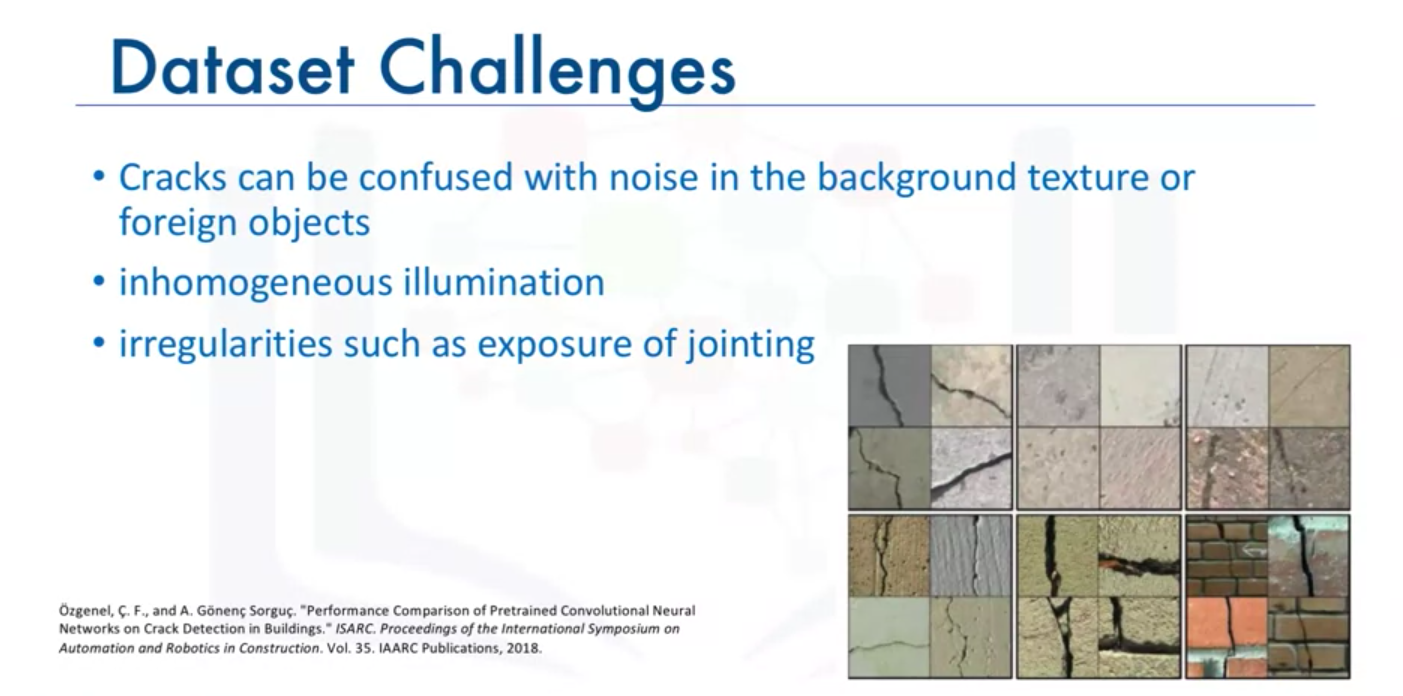 Dataset Challenges
• Cracks can be confused with noise in the background texture or
foreign objects
• inhomogeneous illumination
• irregularities such as exposure of jointing
Özgenel, Ç. F., and A. Gönenç Sorguç. "Performance Comparison of Pretrained Convolutional Neural
Networks on Crack Detection in Buildings." ISARC. Proceedings of the International Symposium on
Automation and Robotics in Construction. Vol. 35. IAARC Publications, 2018.